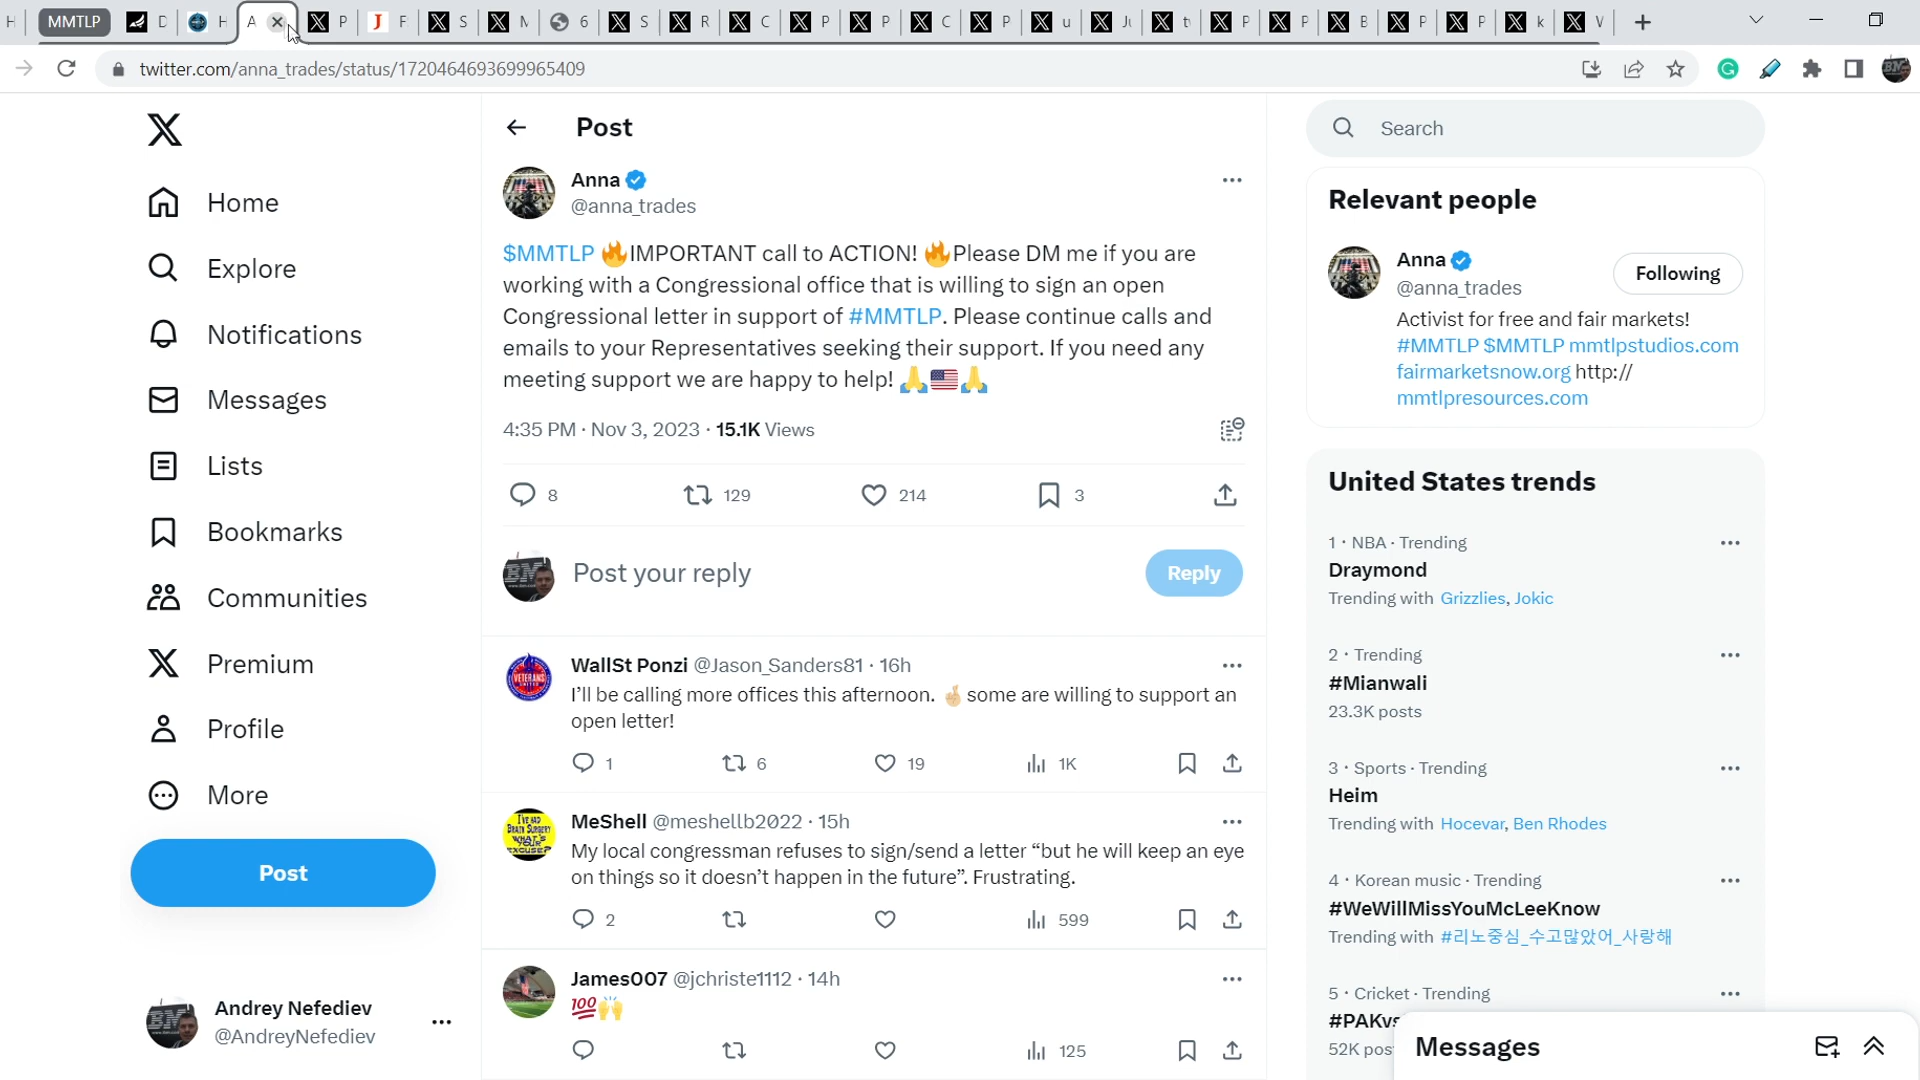 H MMTLP D H A P J F S M 6 S R C P P C P u Ju tv P P B P P k V
twitter.com/anna_trades/status/1720464693699965409
Post
Search
Anna
@anna_trades
$MMTLP 🔥IMPORTANT call to ACTION! 🔥Please DM me if you are
working with a Congressional office that is willing to sign an open
Congressional letter in support of #MMTLP. Please continue calls and
emails to your Representatives seeking their support. If you need any
meeting support we are happy to help! 🙏🇺🇸🙏
4:35 PM · Nov 3, 2023 · 15.1K Views
8 129 214 3
Post your reply
Reply
WallSt Ponzi @Jason_Sanders81 · 16h
I'll be calling more offices this afternoon. 🤞🏼some are willing to support an
open letter!
1 6 19 1K
MeShell @meshellb2022 · 15h
I'VE HAD
BRAIN SURGERY
WHAT'S
YOUR
EXCUSE?
My local congressman refuses to sign/send a letter “but he will keep an eye
on things so it doesn't happen in the future”. Frustrating.
2 599
James007 @jchriste1112 · 14h
💯🙌
125
Home
Explore
Notifications
Messages
Lists
Bookmarks
Communities
Premium
Profile
More
Post
Andrey Nefediev
@AndreyNefediev
Relevant people
Anna
@anna_trades
Following
Activist for free and fair markets!
#MMTLP $MMTLP mmtlpstudios.com
fairmarketsnow.org http://
mmtlpresources.com
United States trends
1 · NBA · Trending
Draymond
Trending with Grizzlies, Jokic
2 · Trending
#Mianwali
23.3K posts
3 · Sports · Trending
Heim
Trending with Hocevar, Ben Rhodes
4 · Korean music · Trending
#WeWillMissYouMcLeeKnow
Trending with #리노중심_수고많았어_사랑해
5 · Cricket · Trending
#PAKvs
52K pos
Messages